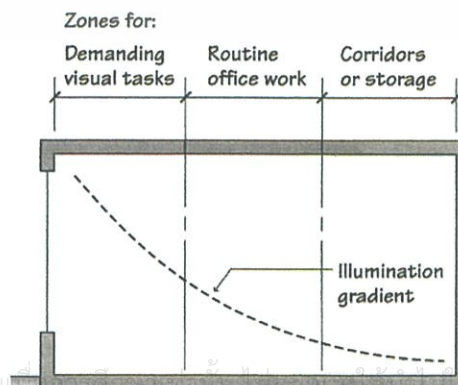 Zones for:
Demanding
visual tasks
Routine
office work
Corridors
or storage
Illumination
gradient